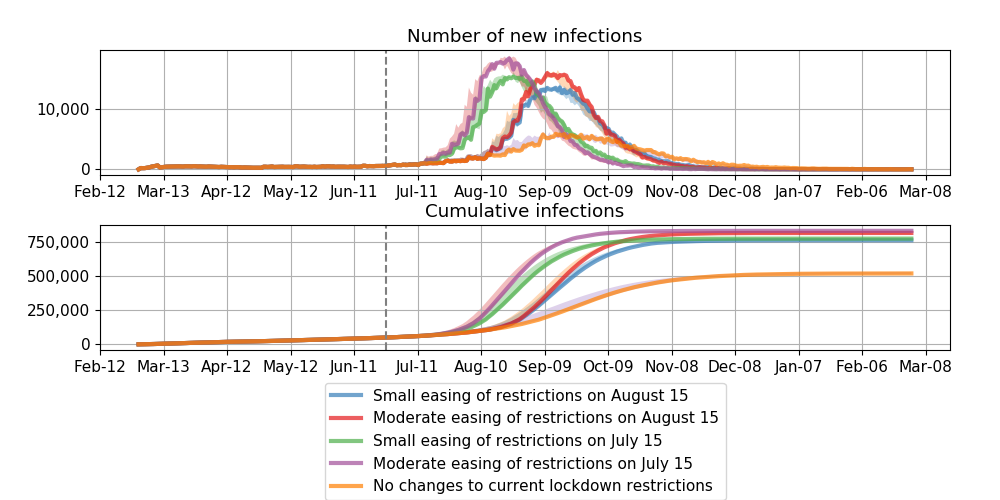 Number of new infections
10,000
0
Feb-12 Mar-13 Apr-12 May-12 Jun-11 Jul-11 Aug-10 Sep-09 Oct-09 Nov-08 Dec-08 Jan-07 Feb-06 Mar-08
Cumulative infections
750,000
500,000
250,000
0
Feb-12 Mar-13 Apr-12 May-12 Jun-11 Jul-11 Aug-10 Sep-09 Oct-09 Nov-08 Dec-08 Jan-07 Feb-06 Mar-08
Small easing of restrictions on August 15
Moderate easing of restrictions on August 15
Small easing of restrictions on July 15
Moderate easing of restrictions on July 15
No changes to current lockdown restrictions